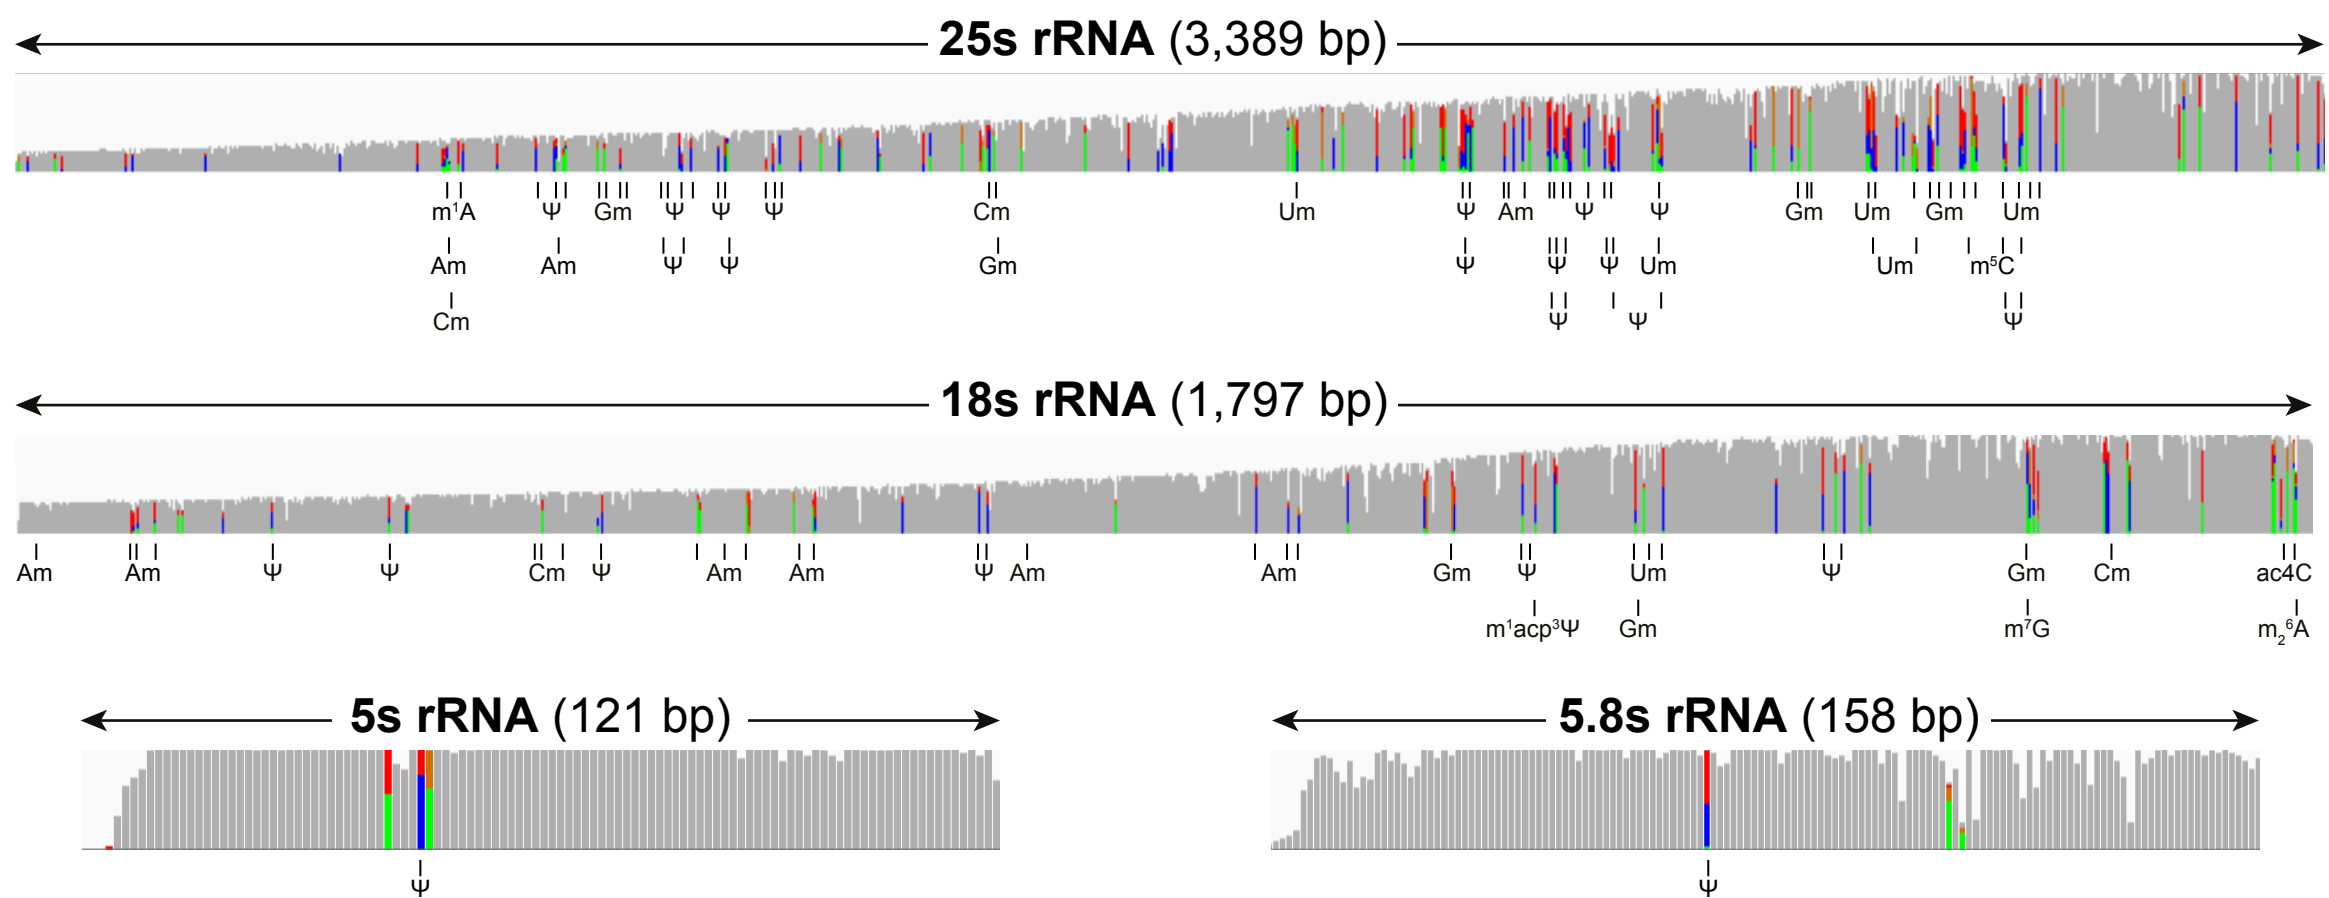 25s rRNA (3,389 bp)
m¹A Ψ Gm Ψ Ψ Ψ Cm Um Ψ Am Ψ Ψ Gm Um Gm Um
Am Am Ψ Ψ Gm Ψ Ψ Ψ Um Um m⁵C
Cm Ψ Ψ Ψ
18s rRNA (1,797 bp)
Am Am Ψ Ψ Cm Ψ Am Am Ψ Am Am Gm Ψ Um Ψ Gm Cm ac4C
m¹acp³Ψ Gm m⁷G m₂⁶A
5s rRNA (121 bp) 5.8s rRNA (158 bp)
Ψ Ψ